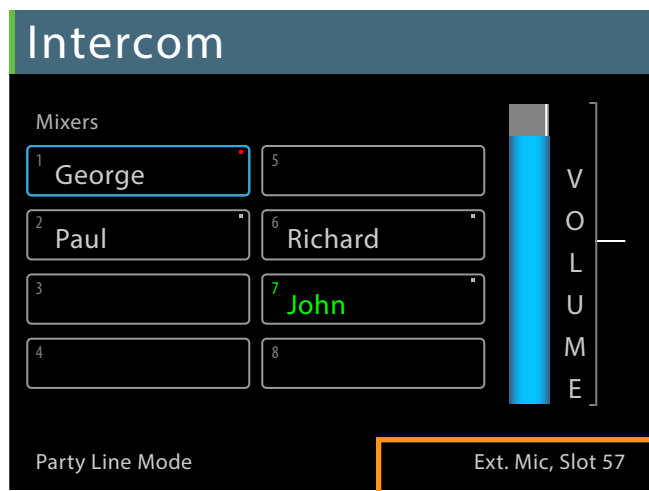 Intercom
Mixers
1 George
5
2 Paul
6 Richard
3
7 John
4
8
VOLUME
Party Line Mode
Ext. Mic, Slot 57